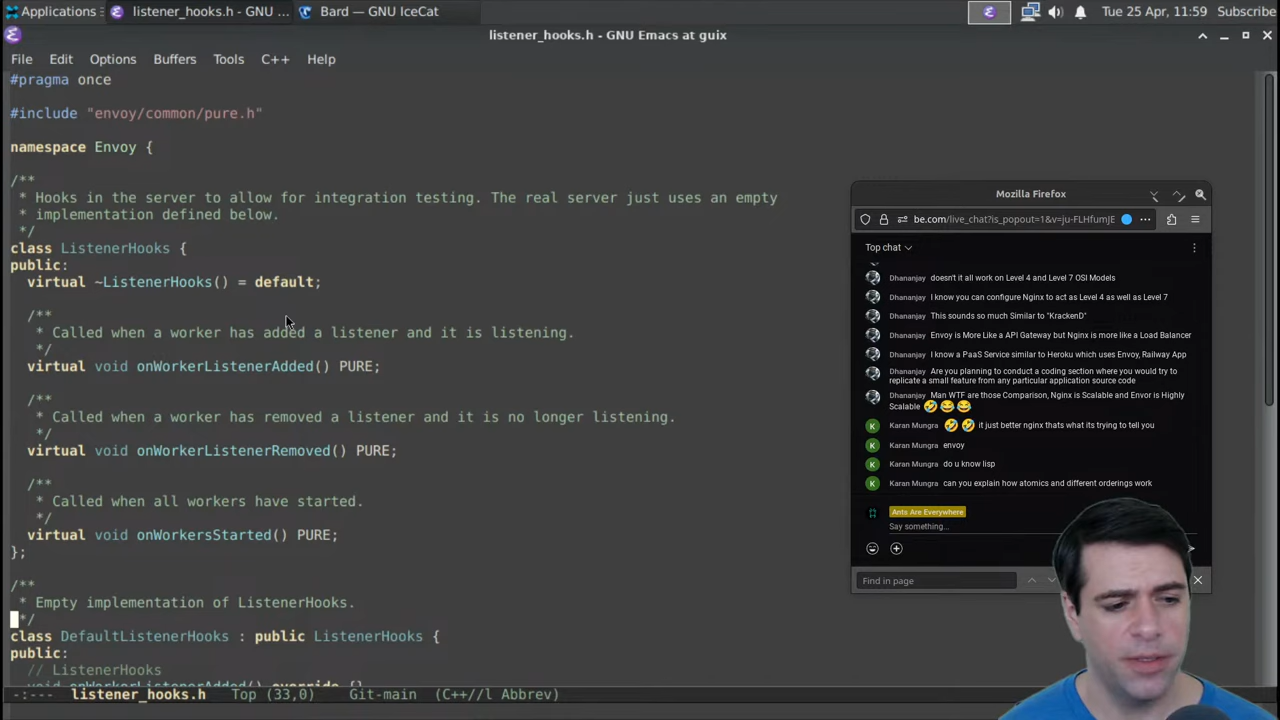 Applications
listener_hooks.h - GNU ...
Bard — GNU IceCat
Tue 25 Apr, 11:59
Subscribe
listener_hooks.h - GNU Emacs at guix
File Edit Options Buffers Tools C++ Help
#pragma once
#include "envoy/common/pure.h"
namespace Envoy {
/**
* Hooks in the server to allow for integration testing. The real server just uses an empty
* implementation defined below.
*/
class ListenerHooks {
public:
virtual ~ListenerHooks() = default;
/**
* Called when a worker has added a listener and it is listening.
*/
virtual void onWorkerListenerAdded() PURE;
/**
* Called when a worker has removed a listener and it is no longer listening.
*/
virtual void onWorkerListenerRemoved() PURE;
/**
* Called when all workers have started.
*/
virtual void onWorkersStarted() PURE;
};
/**
* Empty implementation of ListenerHooks.
*/
class DefaultListenerHooks : public ListenerHooks {
public:
// ListenerHooks
void onWorkerListenerAdded() override {}
-:--- listener_hooks.h Top (33,0) Git-main (C++//l Abbrev)
Mozilla Firefox
be.com/live_chat?is_popout=1&v=ju-FLHfumJE
Top chat
Dhananjay doesn't it all work on Level 4 and Level 7 OSI Models
Dhananjay I know you can configure Nginx to act as Level 4 as well as Level 7
Dhananjay This sounds so much Similar to "KrackenD"
Dhananjay Envoy is More Like a API Gateway but Nginx is more like a Load Balancer
Dhananjay I know a PaaS Service similar to Heroku which uses Envoy, Railway App
Dhananjay Are you planning to conduct a coding section where you would try to
replicate a small feature from any particular application source code
Dhananjay Man WTF are those Comparison, Nginx is Scalable and Envor is Highly
Scalable 🤣 😂 😂
K Karan Mungra 🤣 🤣 it just better nginx thats what its trying to tell you
K Karan Mungra envoy
K Karan Mungra do u know lisp
K Karan Mungra can you explain how atomics and different orderings work
Ants Are Everywhere
Say something...
Find in page